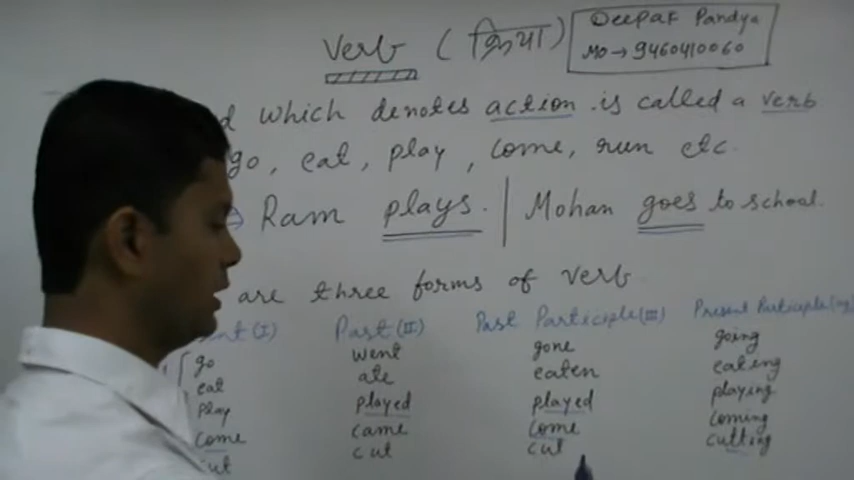 Verb ( क्रिया )
Deepak Pandya
Mo → 9460410060
which denotes action is called a verb
go, eat, play, come, run etc.
Ram plays. | Mohan goes to school.
are three forms of verb
(I) Past (II) Past Participle (III) Present Participle (ing)
go went gone going
eat ate eaten eating
play played played playing
come came come coming
cut cut cut cutting